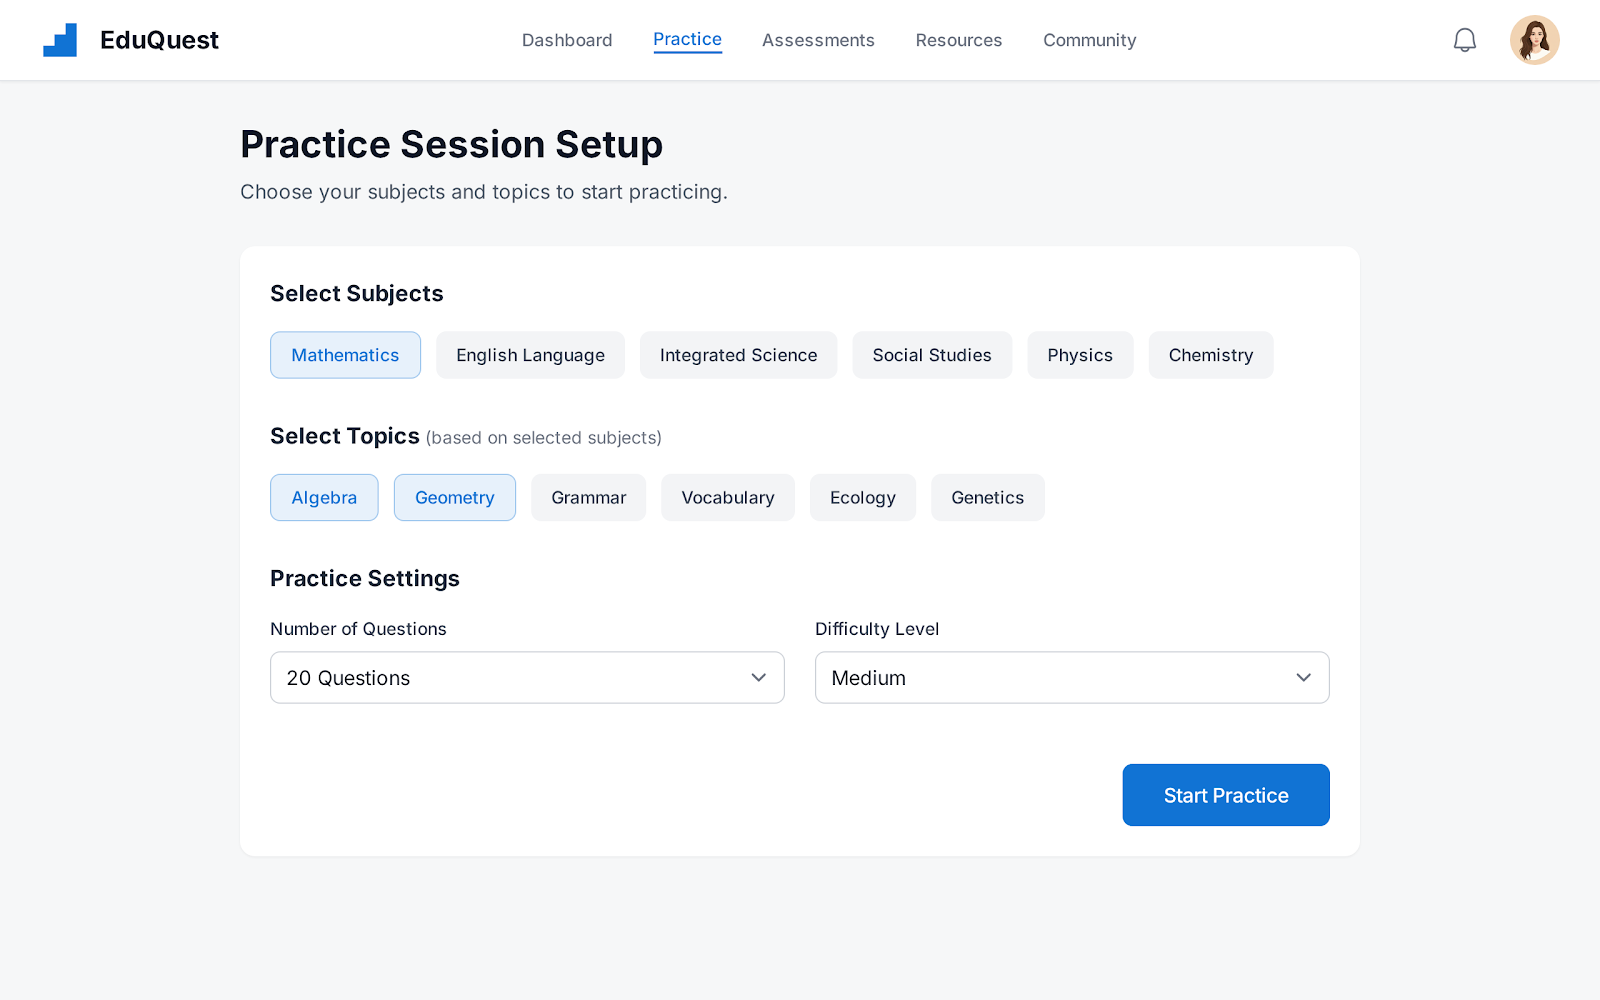 EduQuest
Dashboard
Practice
Assessments
Resources
Community
Practice Session Setup
Choose your subjects and topics to start practicing.
Select Subjects
Mathematics
English Language
Integrated Science
Social Studies
Physics
Chemistry
Select Topics (based on selected subjects)
Algebra
Geometry
Grammar
Vocabulary
Ecology
Genetics
Practice Settings
Number of Questions
20 Questions
Difficulty Level
Medium
Start Practice